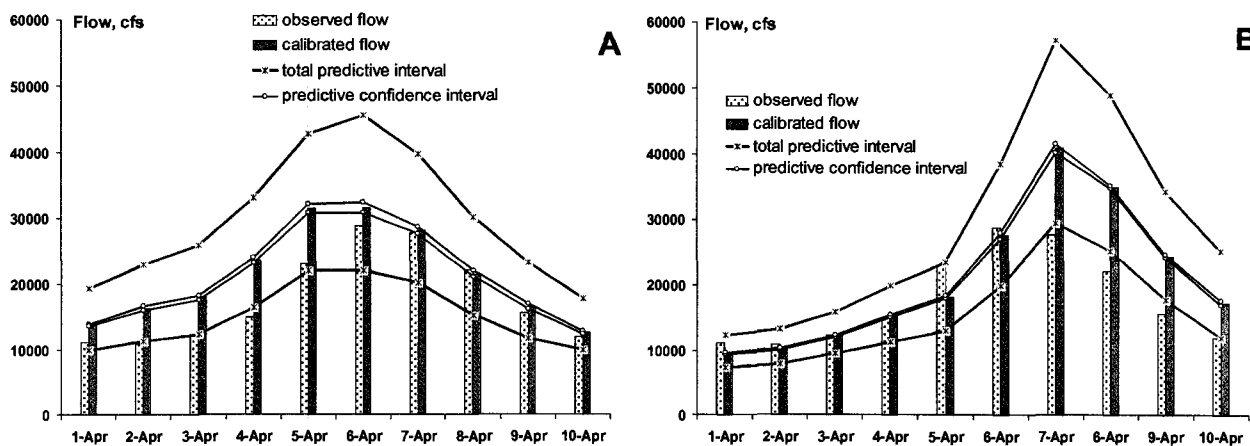 60000
50000
40000
30000
20000
10000
0
Flow, cfs
observed flow
calibrated flow
total predictive interval
predictive confidence interval
A
1-Apr 2-Apr 3-Apr 4-Apr 5-Apr 6-Apr 7-Apr 8-Apr 9-Apr 10-Apr
60000
50000
40000
30000
20000
10000
0
Flow, cfs
observed flow
calibrated flow
total predictive interval
predictive confidence interval
B
1-Apr 2-Apr 3-Apr 4-Apr 5-Apr 6-Apr 7-Apr 8-Apr 9-Apr 10-Apr